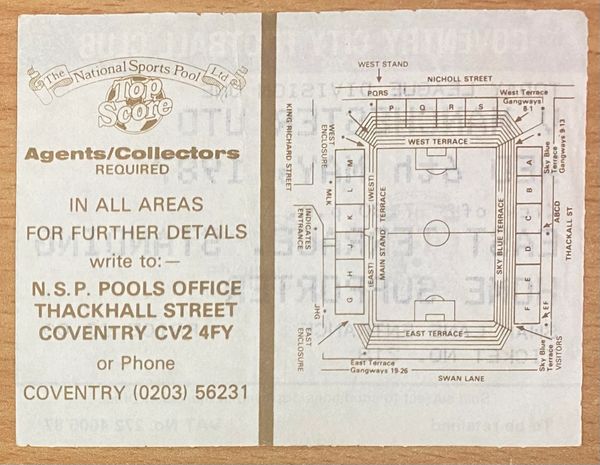 The National Sports Pool Ltd
Top
Score
Agents/Collectors
REQUIRED
IN ALL AREAS
FOR FURTHER DETAILS
write to:—
N.S.P. POOLS OFFICE
THACKHALL STREET
COVENTRY CV2 4FY
or Phone
COVENTRY (0203) 56231
WEST STAND
NICHOLL STREET
PQRS
P Q R S
West Terrace
Gangways
8-1
KING RICHARD STREET
WEST
ENCLOSURE
WEST TERRACE
Sky Blue
Terrace
Gangways 9-13
MLK
M
L
K
J
H
G
(WEST)
MAIN STAND TERRACE
(EAST)
SKY BLUE TERRACE
A
B
C
D
E
F
ABCD
THACKALL ST
INDICATES
ENTRANCE
JHG
EAST
ENCLOSURE
EF
EAST TERRACE
Sky Blue
Terrace
VISITORS
East Terrace
Gangways 19-26
SWAN LANE